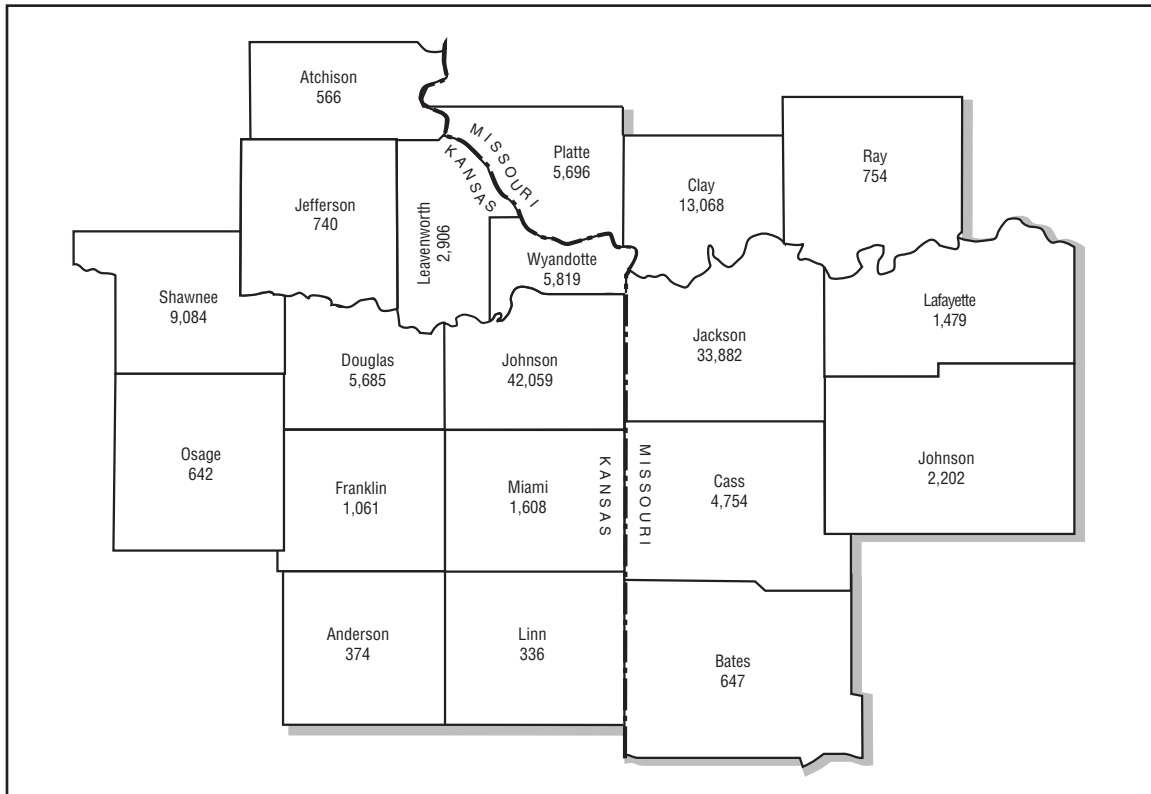 Atchison
566
MISSOURI
KANSAS
Platte
5,696
Clay
13,068
Ray
754
Jefferson
740
Leavenworth
2,906
Wyandotte
5,819
Shawnee
9,084
Lafayette
1,479
Douglas
5,685
Johnson
42,059
Jackson
33,882
Osage
642
Franklin
1,061
Miami
1,608
KANSAS
MISSOURI
Cass
4,754
Johnson
2,202
Anderson
374
Linn
336
Bates
647